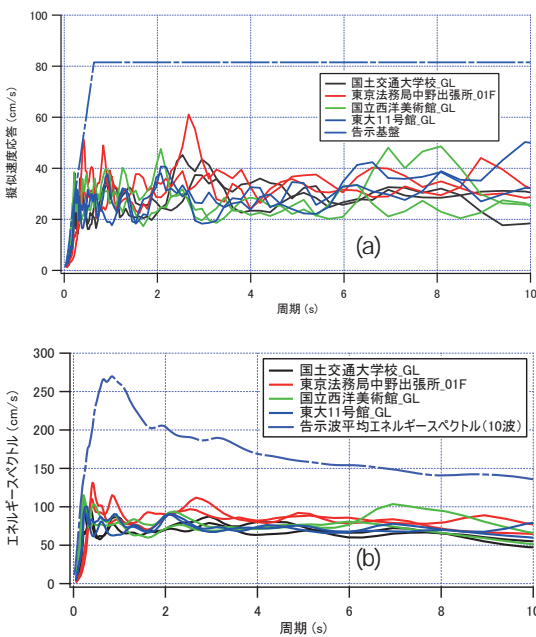 100
80
60
40
20
0
擬似速度応答 (cm/s)
国土交通大学校_GL
東京法務局中野出張所_01F
国立西洋美術館_GL
東大11号館_GL
告示基盤
(a)
0
2
4
6
8
10
周期 (s)
300
250
200
150
100
50
0
エネルギースペクトル (cm/s)
国土交通大学校_GL
東京法務局中野出張所_01F
国立西洋美術館_GL
東大11号館_GL
告示波平均エネルギースペクトル(10波)
(b)
0
2
4
6
8
10
周期 (s)